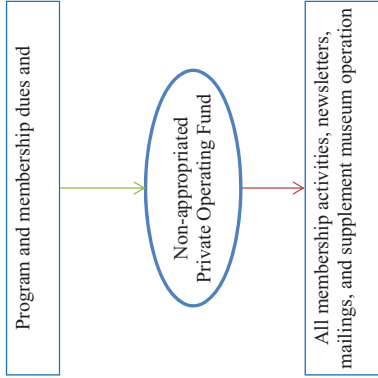 Program and membership dues and
Non-appropriated
Private Operating Fund
All membership activities, newsletters,
mailings, and supplement museum operation